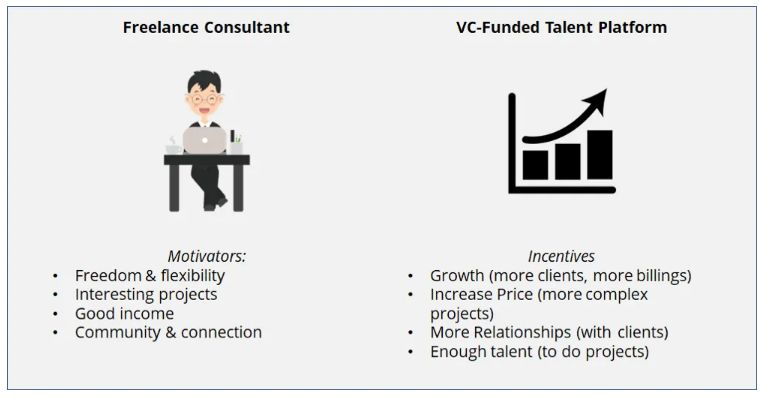 Freelance Consultant
VC-Funded Talent Platform
Motivators:
• Freedom & flexibility
• Interesting projects
• Good income
• Community & connection
Incentives
• Growth (more clients, more billings)
• Increase Price (more complex
projects)
• More Relationships (with clients)
• Enough talent (to do projects)